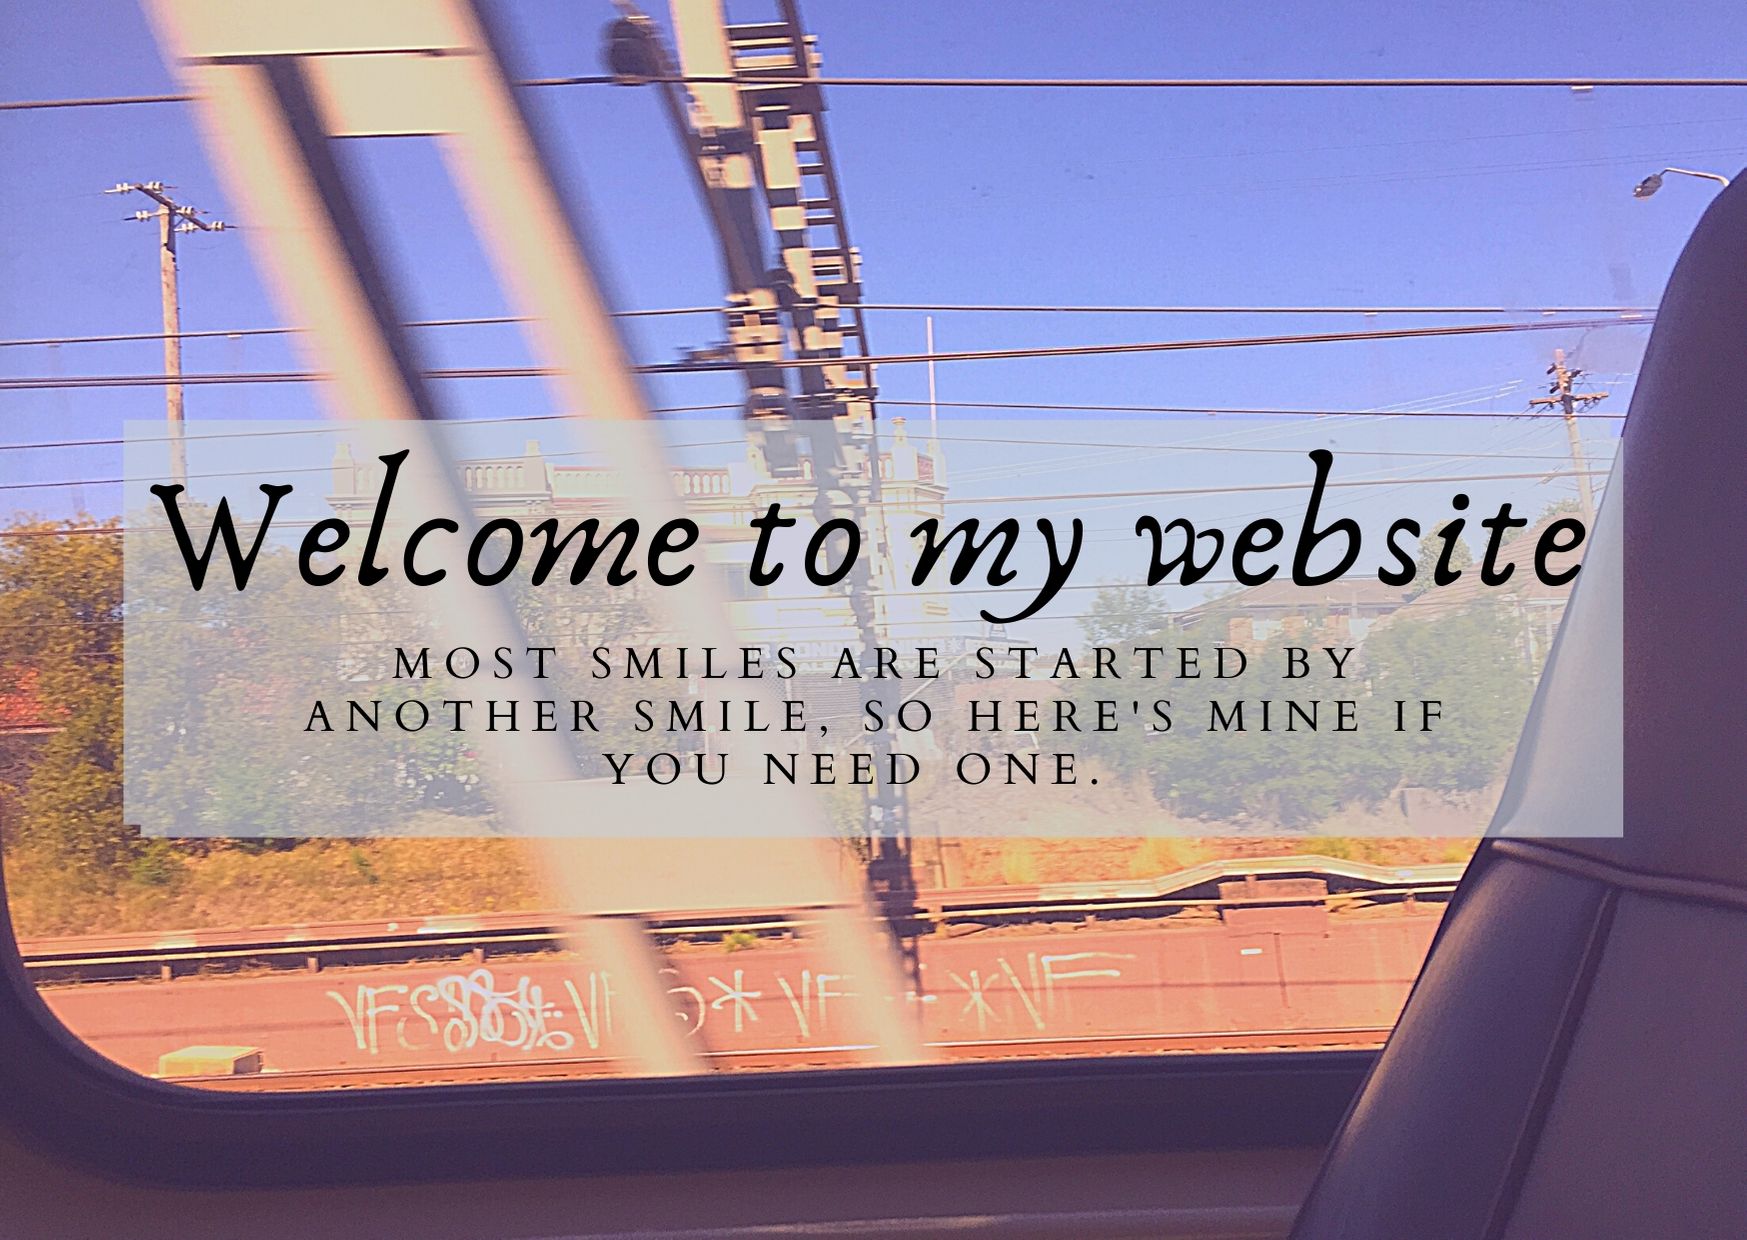 Welcome to my website
MOST SMILES ARE STARTED BY
ANOTHER SMILE, SO HERE'S MINE IF
YOU NEED ONE.